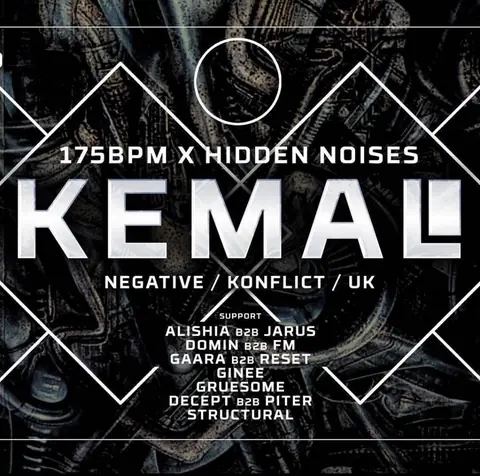 175BPM X HIDDEN NOISES
KEMAL
NEGATIVE / KONFLICT / UK
SUPPORT
ALISHIA B2B JARUS
DOMIN B2B FM
GAARA B2B RESET
GINEE
GRUESOME
DECEPT B2B PITER
STRUCTURAL